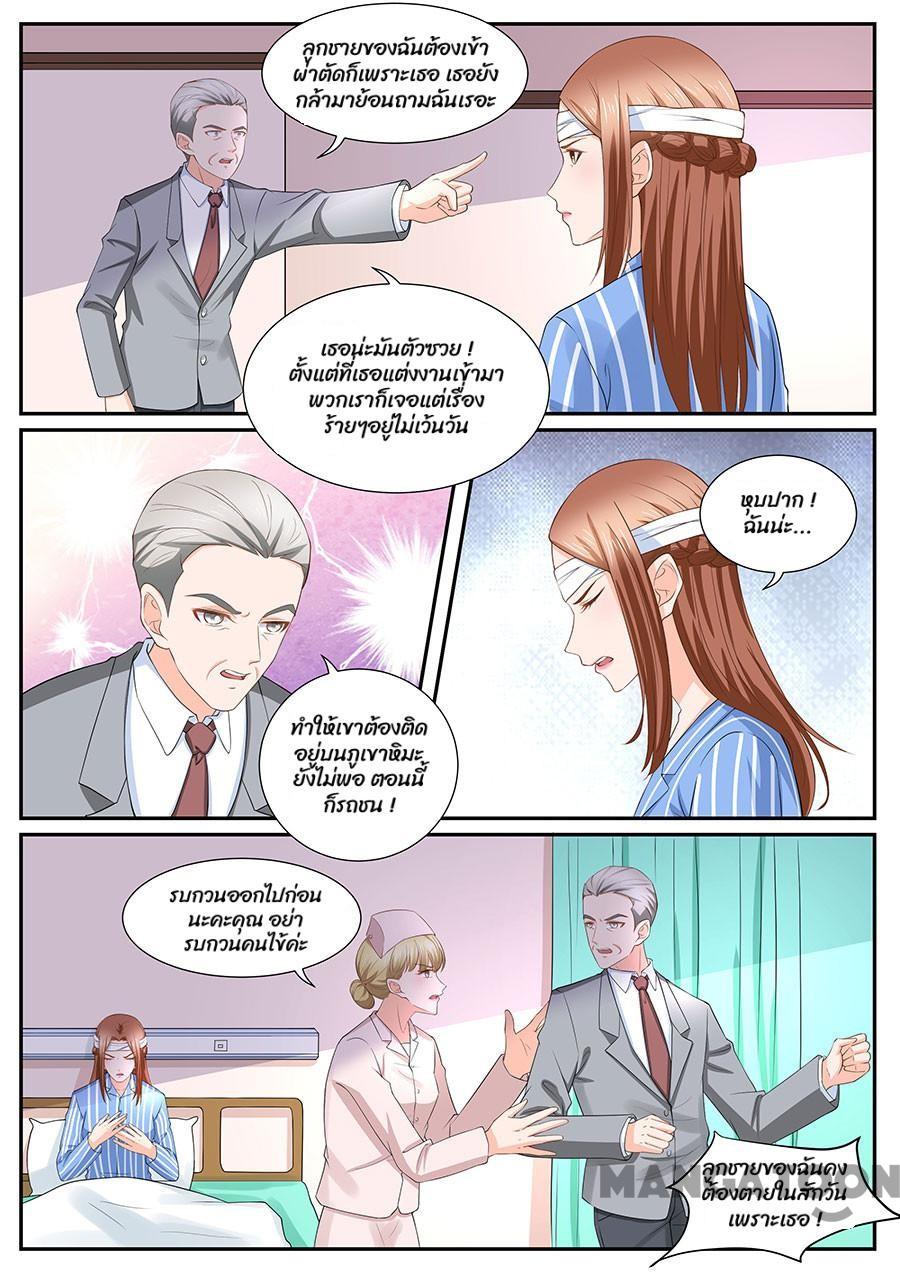 ลูกชายของฉันต้องเข้า
ผ่าตัดก็เพราะเธอ เธอยัง
กล้ามาย้อนถามฉันเรอะ
เธอน่ะมันตัวซวย !
ตั้งแต่ที่เธอแต่งงานเข้ามา
พวกเราก็เจอแต่เรื่อง
ร้ายๆอยู่ไม่เว้นวัน
หุบปาก !
ฉันน่ะ...
ทำให้เขาต้องติด
อยู่บนภูเขาหิมะ
ยังไม่พอ ตอนนี้
ก็รถชน !
รบกวนออกไปก่อน
นะคะคุณ อย่า
รบกวนคนไข้ค่ะ
ลูกชายของฉันคง
ต้องตายในสักวัน
เพราะเธอ !
MANGATOON